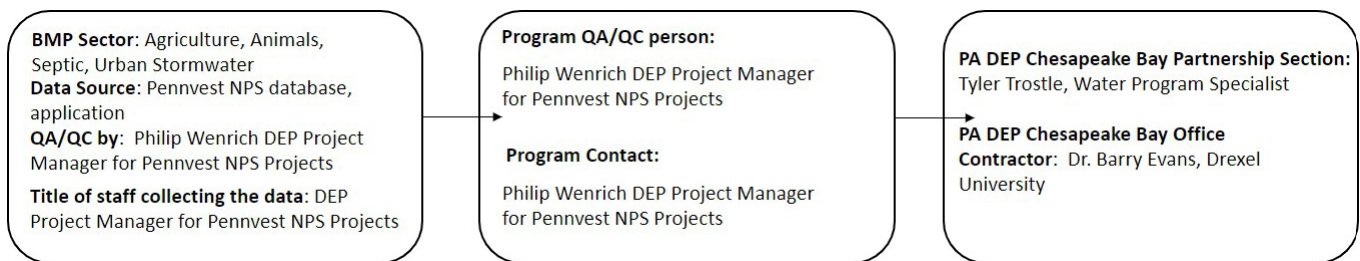 BMP Sector: Agriculture, Animals,
Septic, Urban Stormwater
Data Source: Pennvest NPS database,
application
QA/QC by: Philip Wenrich DEP Project
Manager for Pennvest NPS Projects
Title of staff collecting the data: DEP
Project Manager for Pennvest NPS Projects
Program QA/QC person:
Philip Wenrich DEP Project Manager
for Pennvest NPS Projects
Program Contact:
Philip Wenrich DEP Project Manager
for Pennvest NPS Projects
PA DEP Chesapeake Bay Partnership Section:
Tyler Trostle, Water Program Specialist
PA DEP Chesapeake Bay Office
Contractor: Dr. Barry Evans, Drexel
University